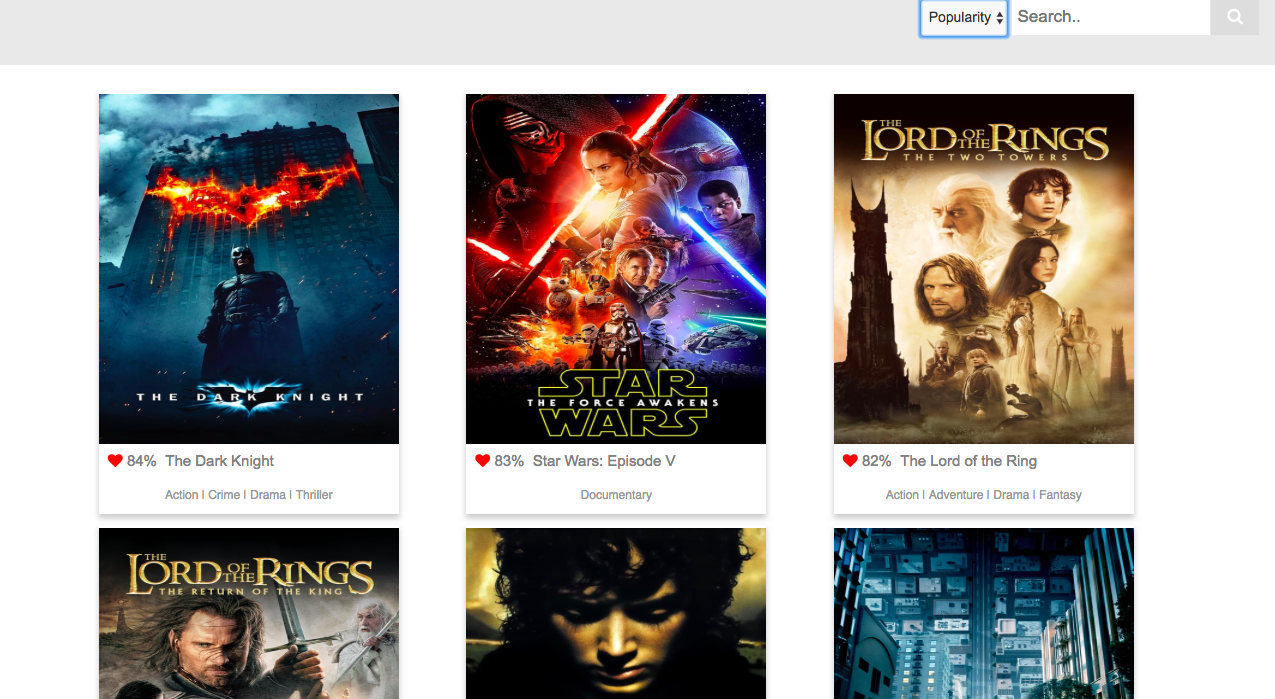 Popularity Search..
THE
LORD OF THE RINGS
THE TWO TOWERS
THE DARK KNIGHT
STAR
THE FORCE AWAKENS
WARS
84% The Dark Knight
83% Star Wars: Episode V
82% The Lord of the Ring
Action | Crime | Drama | Thriller
Documentary
Action | Adventure | Drama | Fantasy
THE
LORD OF THE RINGS
THE RETURN OF THE KING